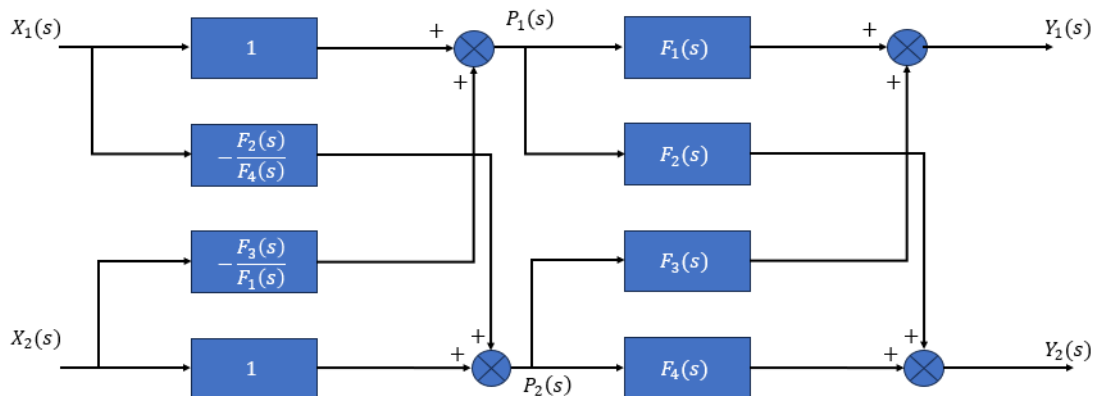 X₁(s)
1
+
+
P₁(s)
F₁(s)
+
+
Y₁(s)
−F₂(s)/F₄(s)
F₂(s)
−F₃(s)/F₁(s)
F₃(s)
X₂(s)
1
+
+
P₂(s)
F₄(s)
+
+
Y₂(s)